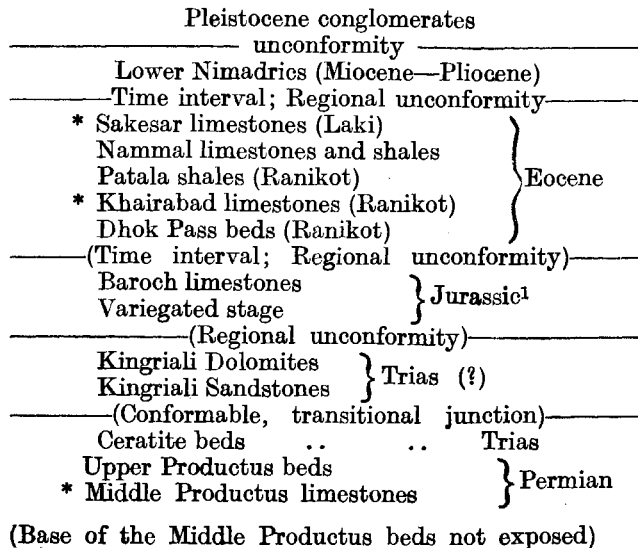 Pleistocene conglomerates
unconformity
Lower Nimadrics (Miocene—Pliocene)
Time interval; Regional unconformity
* Sakesar limestones (Laki)
Nammal limestones and shales
Patala shales (Ranikot)
Eocene
* Khairabad limestones (Ranikot)
Dhok Pass beds (Ranikot)
(Time interval; Regional unconformity)
Baroch limestones
Variegated stage
Jurassic¹
(Regional unconformity)
Kingriali Dolomites
Kingriali Sandstones
Trias (?)
(Conformable, transitional junction)
Ceratite beds .. .. Trias
Upper Productus beds
* Middle Productus limestones
Permian
(Base of the Middle Productus beds not exposed)